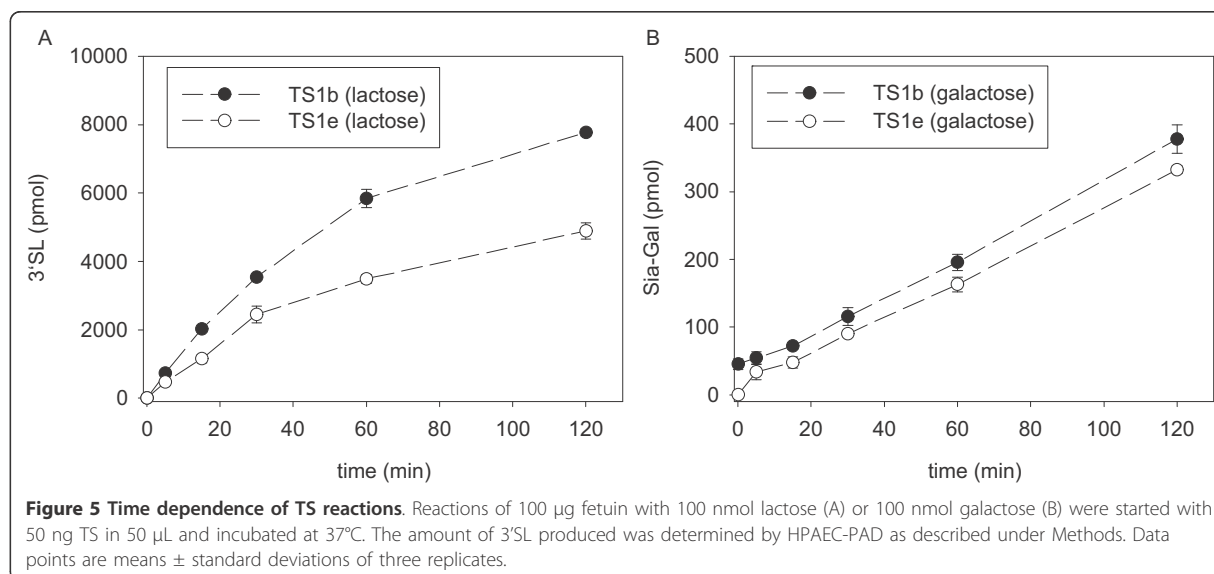 A
10000
8000
6000
4000
2000
0
3‘SL (pmol)
TS1b (lactose)
TS1e (lactose)
0 20 40 60 80 100 120
time (min)
B
500
400
300
200
100
0
Sia-Gal (pmol)
TS1b (galactose)
TS1e (galactose)
0 20 40 60 80 100 120
time (min)
Figure 5 Time dependence of TS reactions. Reactions of 100 μg fetuin with 100 nmol lactose (A) or 100 nmol galactose (B) were started with
50 ng TS in 50 μL and incubated at 37°C. The amount of 3’SL produced was determined by HPAEC-PAD as described under Methods. Data
points are means ± standard deviations of three replicates.